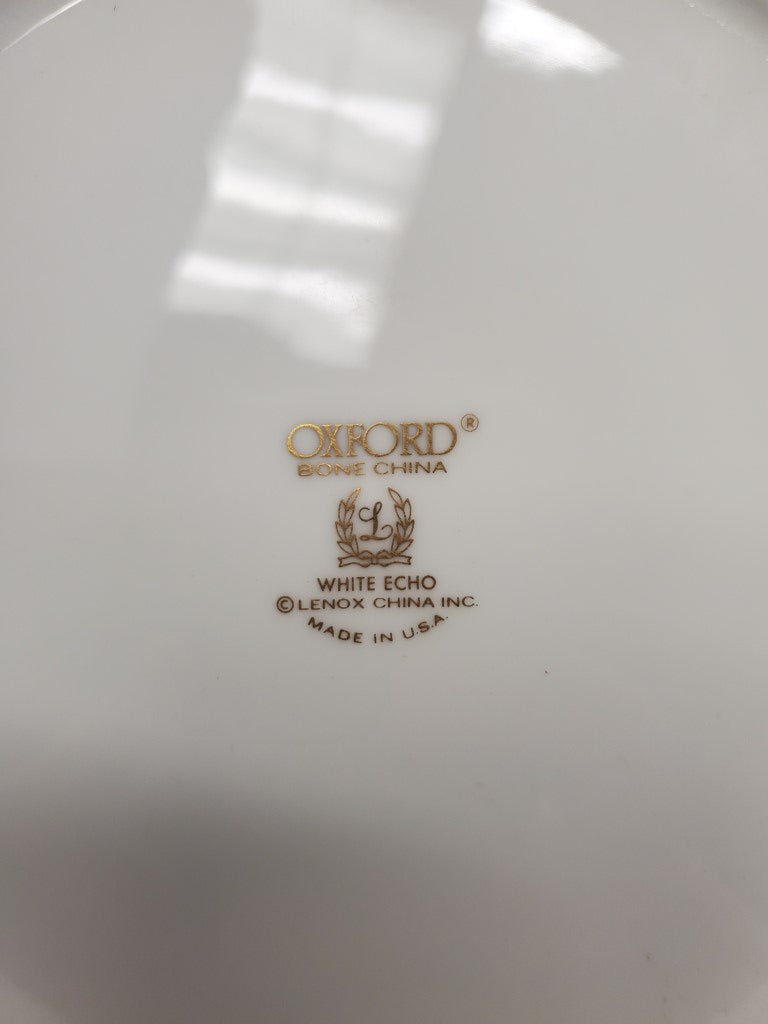 OXFORD®
BONE CHINA
L
WHITE ECHO
© LENOX CHINA INC.
MADE IN U.S.A.